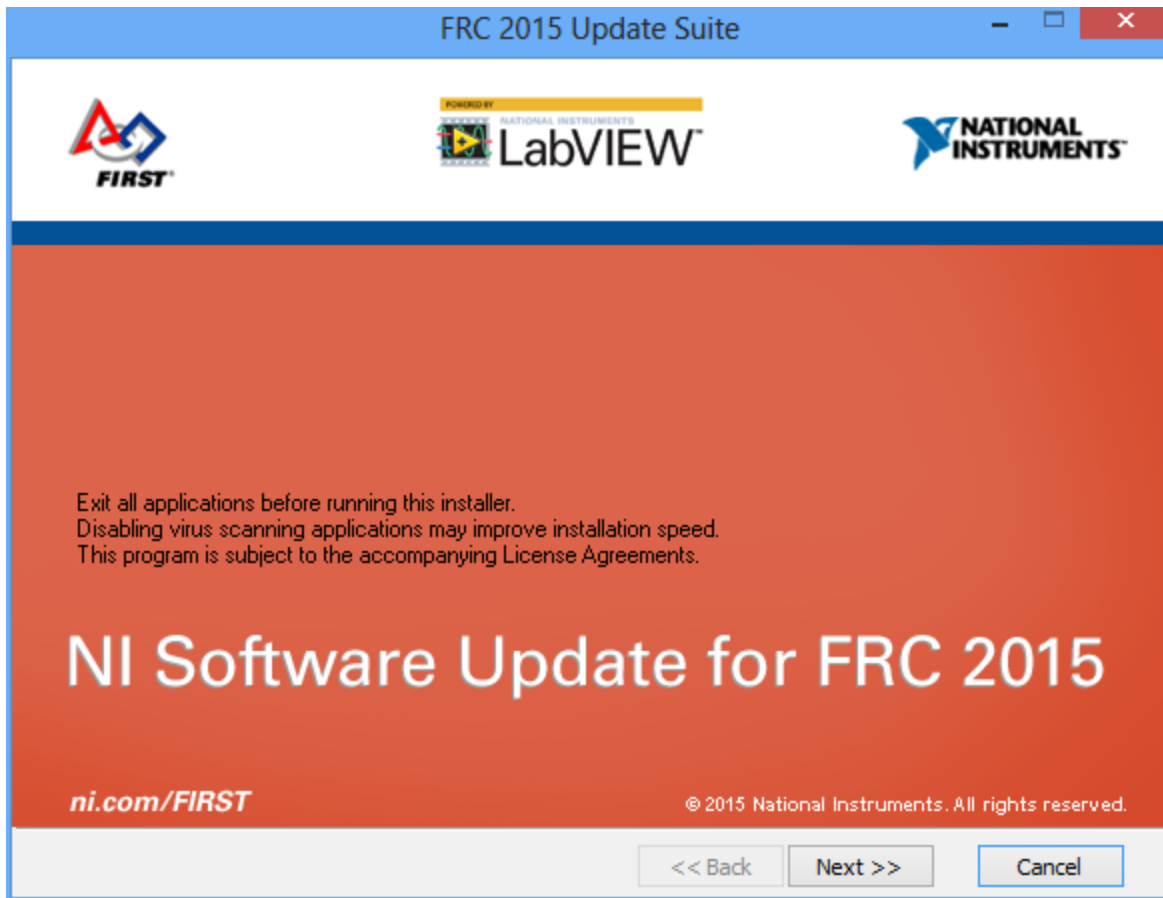 FRC 2015 Update Suite
FIRST®
POWERED BY
NATIONAL INSTRUMENTS
LabVIEW™
NATIONAL
INSTRUMENTS™
Exit all applications before running this installer.
Disabling virus scanning applications may improve installation speed.
This program is subject to the accompanying License Agreements.
NI Software Update for FRC 2015
ni.com/FIRST
© 2015 National Instruments. All rights reserved.
<< Back
Next >>
Cancel